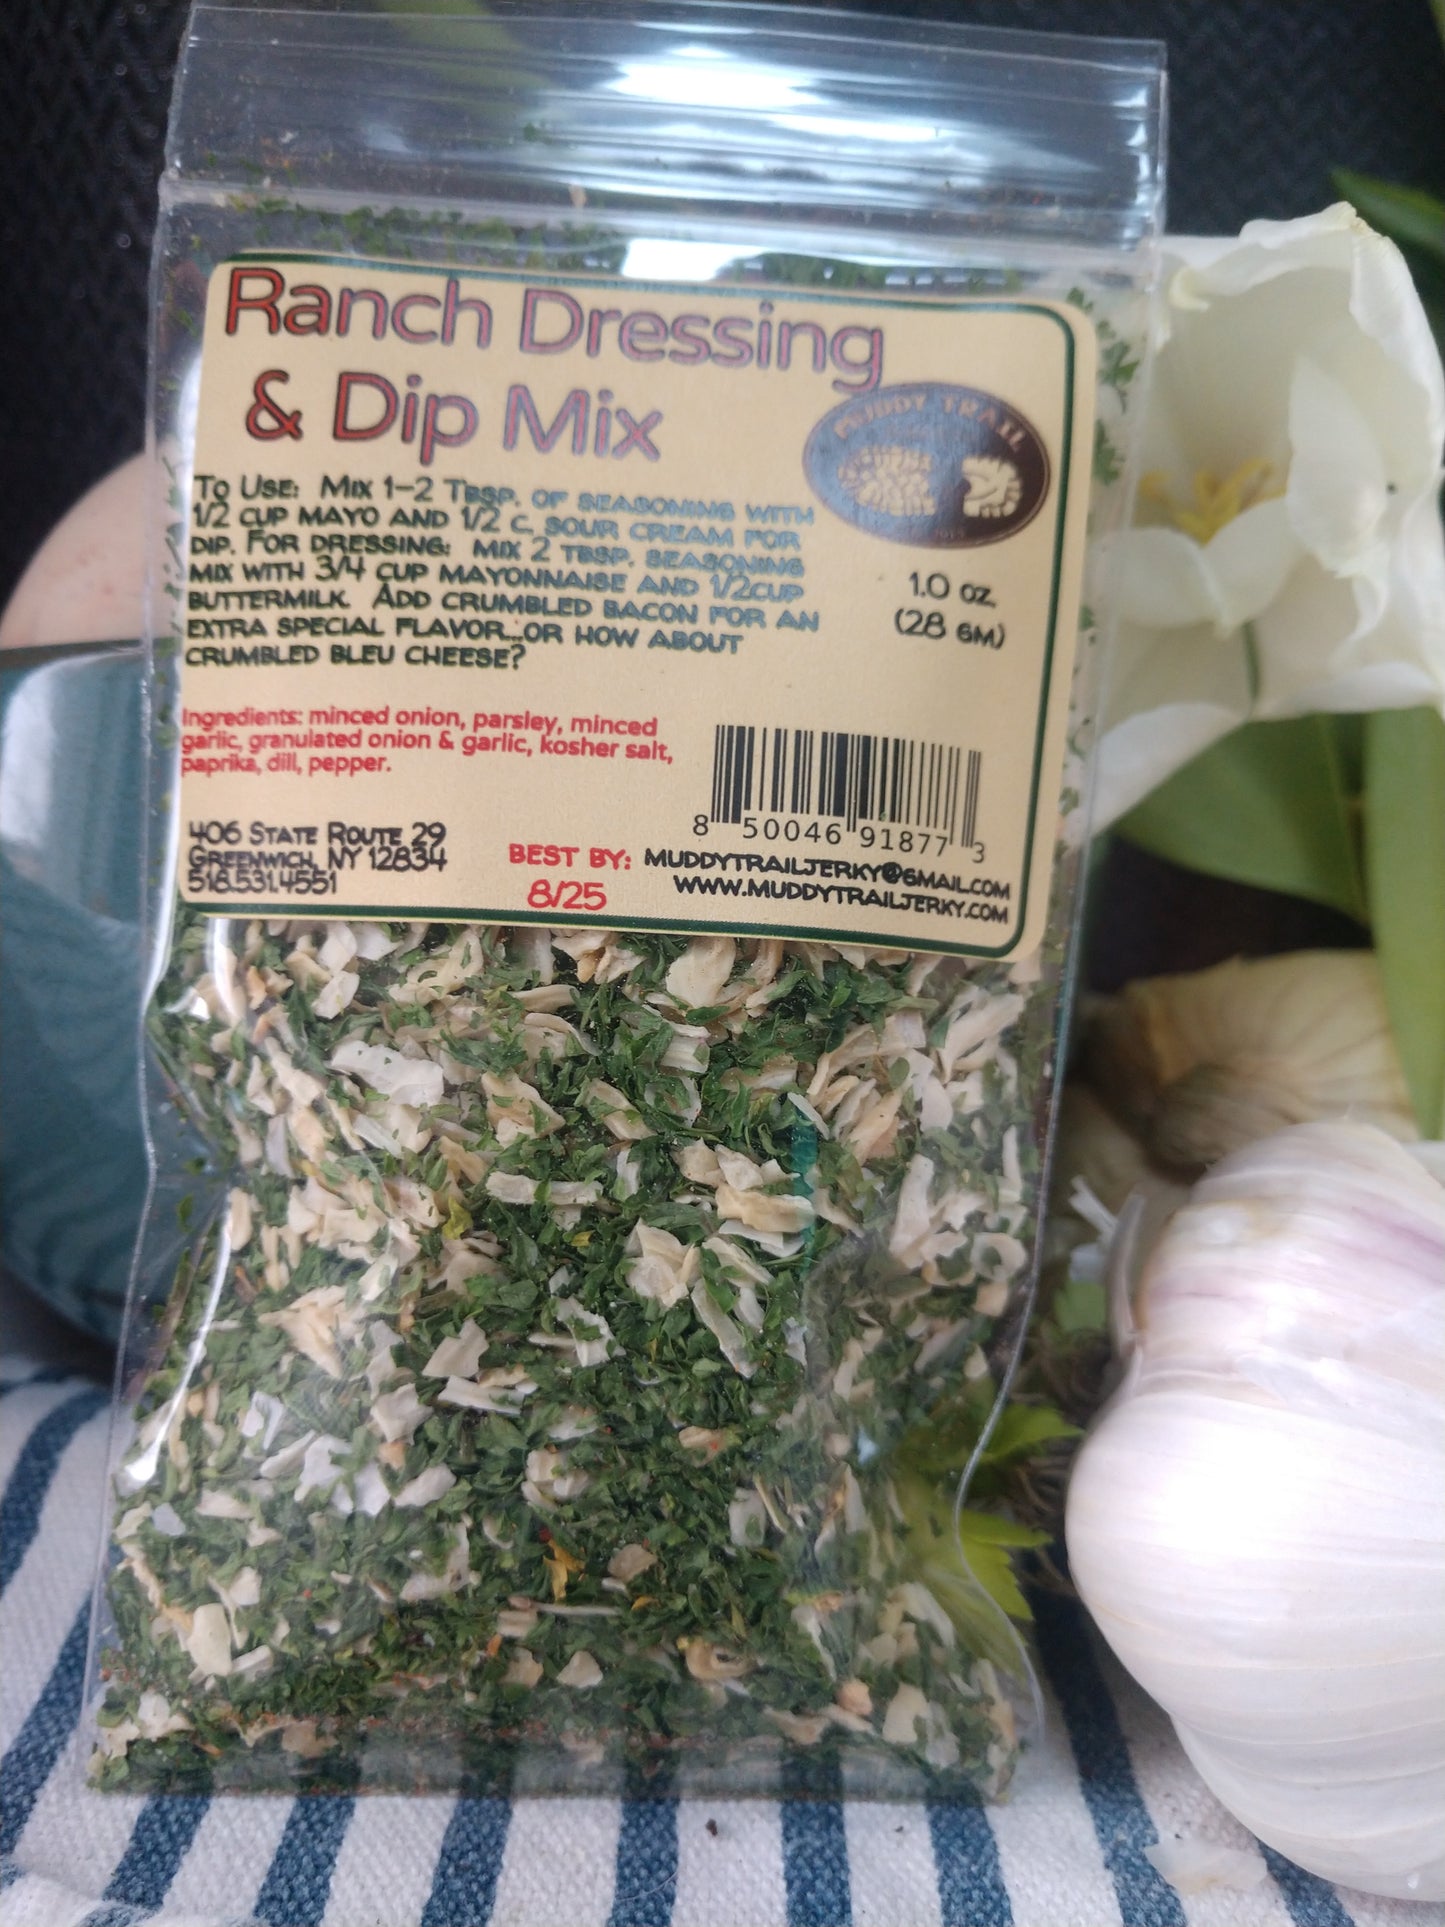 Ranch Dressing
& Dip Mix
MUDDY TRAIL
To Use: Mix 1-2 Tbsp. of seasoning with
1/2 cup mayo and 1/2 c. sour cream for
dip. For dressing: mix 2 tbsp. seasoning
mix with 3/4 cup mayonnaise and 1/2cup
buttermilk. Add crumbled bacon for an
extra special flavor...or how about
crumbled bleu cheese?
1.0 oz.
(28 gm)
Ingredients: minced onion, parsley, minced
garlic, granulated onion & garlic, kosher salt,
paprika, dill, pepper.
8 50046 91877 3
406 State Route 29
Greenwich, NY 12834
518.531.4551
BEST BY:
8/25
muddytrailjerky@gmail.com
www.muddytrailjerky.com